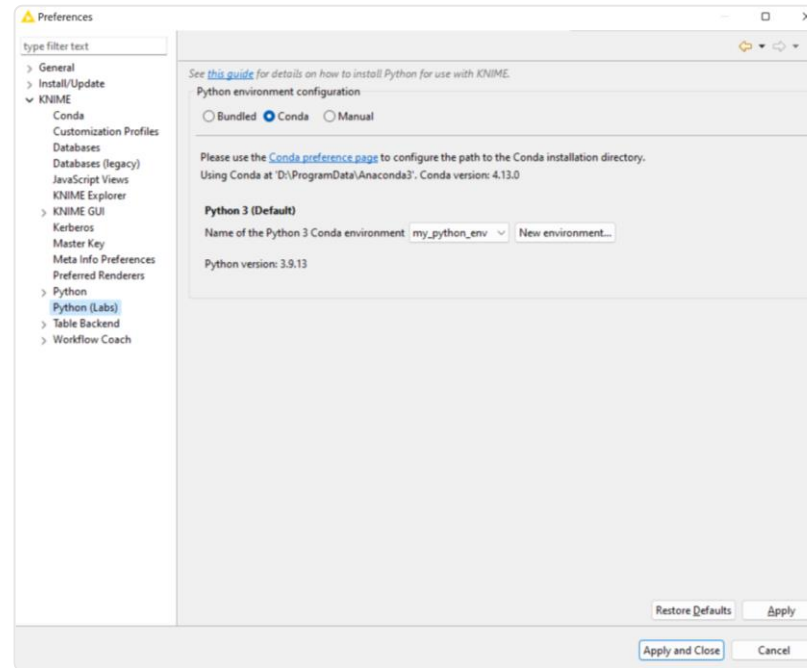 Preferences
type filter text
General
Install/Update
KNIME
Conda
Customization Profiles
Databases
Databases (legacy)
JavaScript Views
KNIME Explorer
KNIME GUI
Kerberos
Master Key
Meta Info Preferences
Preferred Renderers
Python
Python (Labs)
Table Backend
Workflow Coach
See this guide for details on how to install Python for use with KNIME.
Python environment configuration
Bundled Conda Manual
Please use the Conda preference page to configure the path to the Conda installation directory.
Using Conda at 'D:\ProgramData\Anaconda3'. Conda version: 4.13.0
Python 3 (Default)
Name of the Python 3 Conda environment my_python_env New environment...
Python version: 3.9.13
Restore Defaults Apply
Apply and Close Cancel